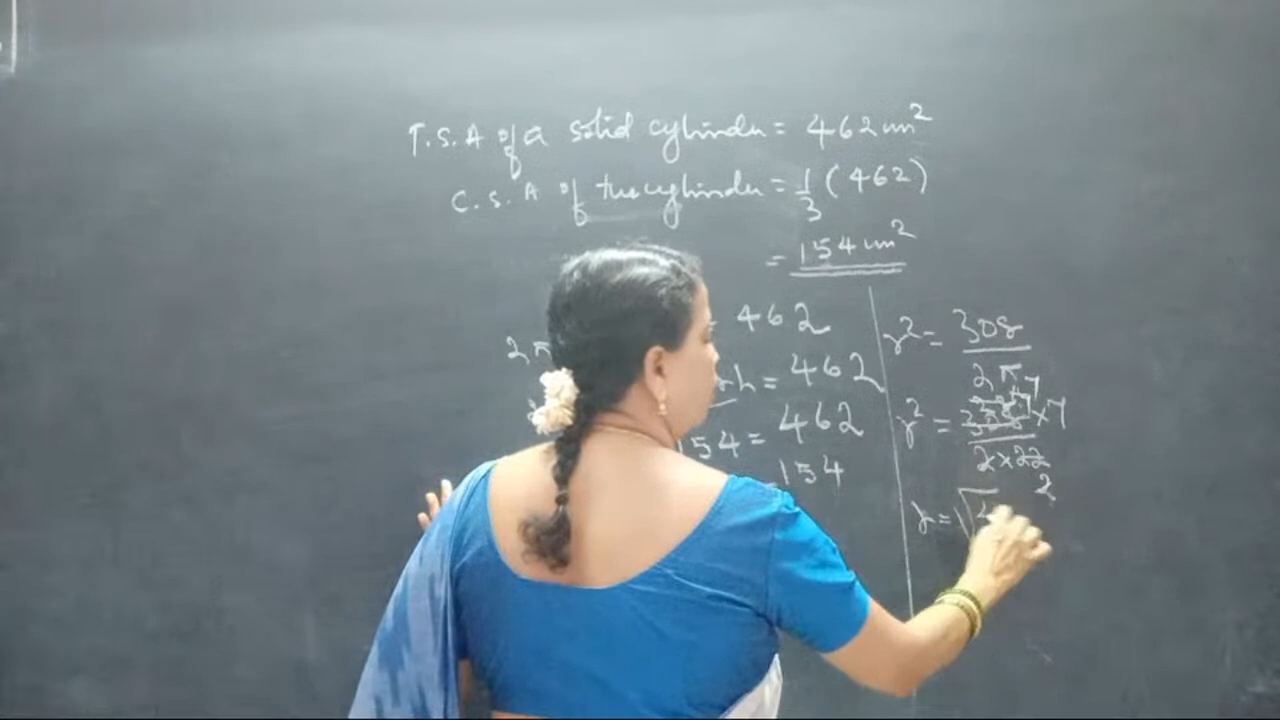 T.S.A of a solid cylinder = 462 cm²
C.S.A of the cylinder = 1/3 (462)
= 154 cm²
462
2π
h = 462
154 = 462
154
r² = 308
2π
r² = × 7
2 × 22
2
r = √